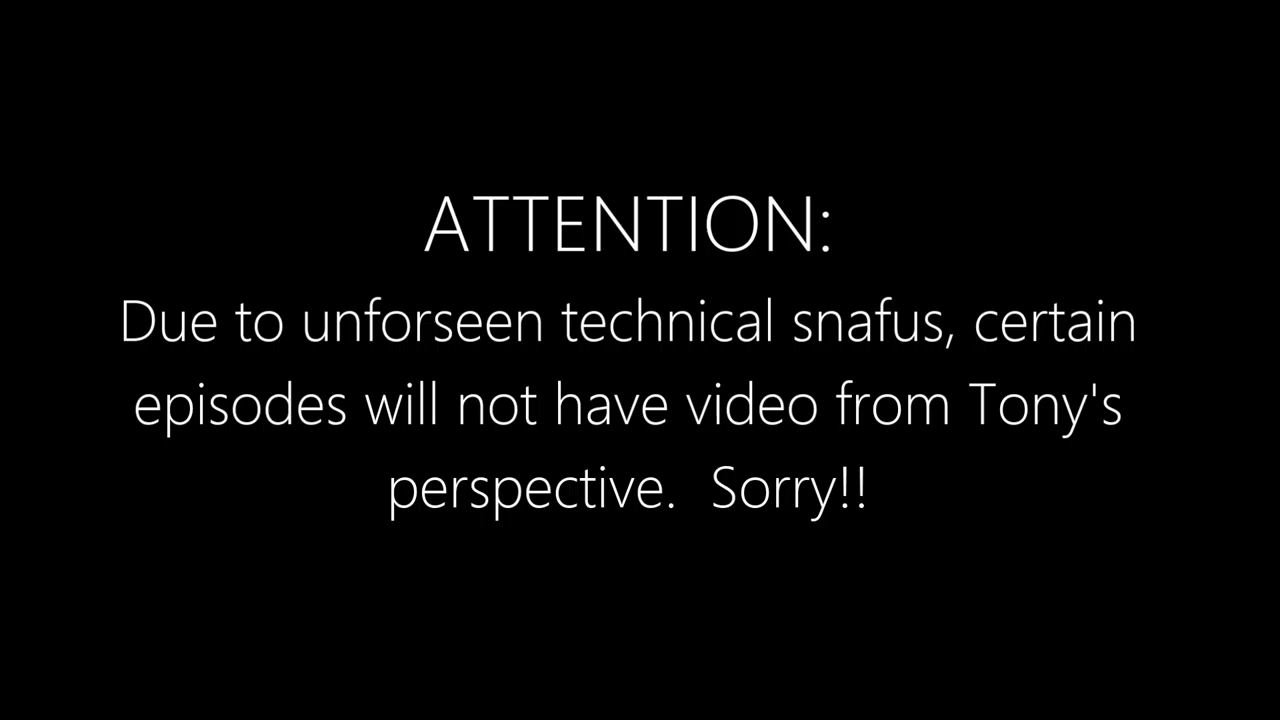 ATTENTION:
Due to unforseen technical snafus, certain
episodes will not have video from Tony's
perspective.  Sorry!!